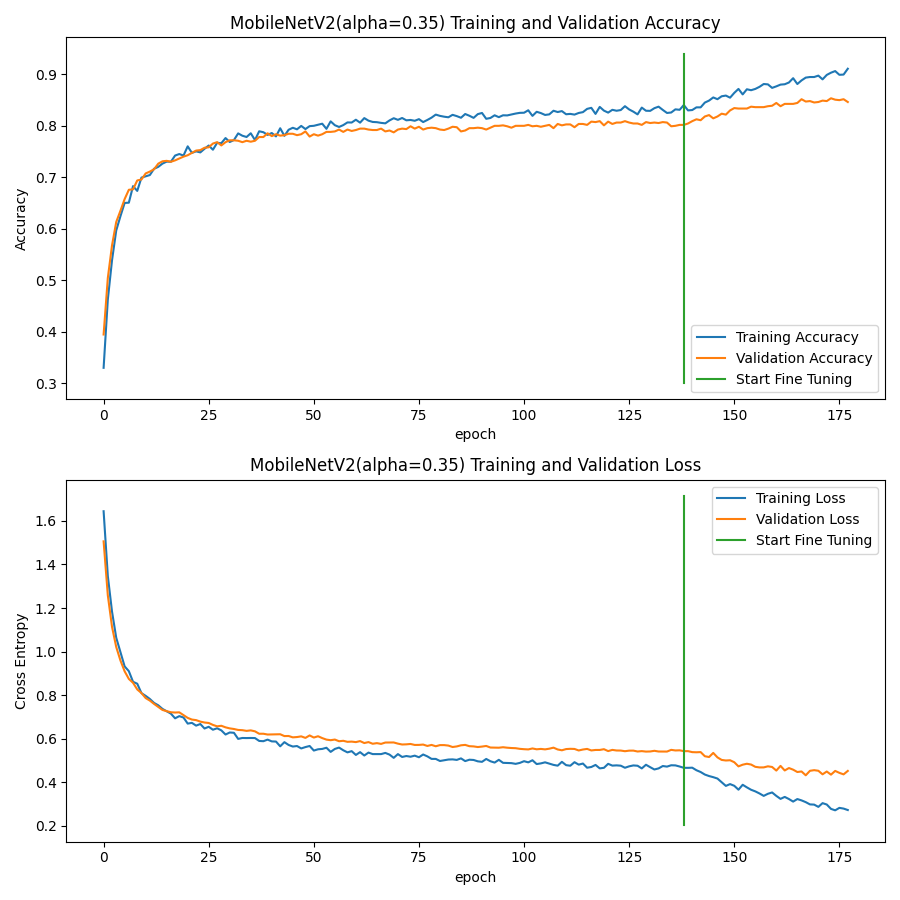 MobileNetV2(alpha=0.35) Training and Validation Accuracy
Accuracy
0.9
0.8
0.7
0.6
0.5
0.4
0.3
Training Accuracy
Validation Accuracy
Start Fine Tuning
0 25 50 75 100 125 150 175
epoch
MobileNetV2(alpha=0.35) Training and Validation Loss
Cross Entropy
1.6
1.4
1.2
1.0
0.8
0.6
0.4
0.2
Training Loss
Validation Loss
Start Fine Tuning
0 25 50 75 100 125 150 175
epoch